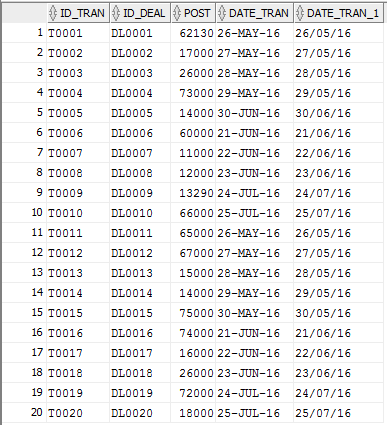 ID_TRAN ID_DEAL POST DATE_TRAN DATE_TRAN_1
1 T0001 DL0001 62130 26-MAY-16 26/05/16
2 T0002 DL0002 17000 27-MAY-16 27/05/16
3 T0003 DL0003 26000 28-MAY-16 28/05/16
4 T0004 DL0004 73000 29-MAY-16 29/05/16
5 T0005 DL0005 14000 30-JUN-16 30/06/16
6 T0006 DL0006 60000 21-JUN-16 21/06/16
7 T0007 DL0007 11000 22-JUN-16 22/06/16
8 T0008 DL0008 12000 23-JUN-16 23/06/16
9 T0009 DL0009 13290 24-JUL-16 24/07/16
10 T0010 DL0010 66000 25-JUL-16 25/07/16
11 T0011 DL0011 65000 26-MAY-16 26/05/16
12 T0012 DL0012 67000 27-MAY-16 27/05/16
13 T0013 DL0013 15000 28-MAY-16 28/05/16
14 T0014 DL0014 14000 29-MAY-16 29/05/16
15 T0015 DL0015 75000 30-MAY-16 30/05/16
16 T0016 DL0016 74000 21-JUN-16 21/06/16
17 T0017 DL0017 16000 22-JUN-16 22/06/16
18 T0018 DL0018 26000 23-JUN-16 23/06/16
19 T0019 DL0019 72000 24-JUL-16 24/07/16
20 T0020 DL0020 18000 25-JUL-16 25/07/16